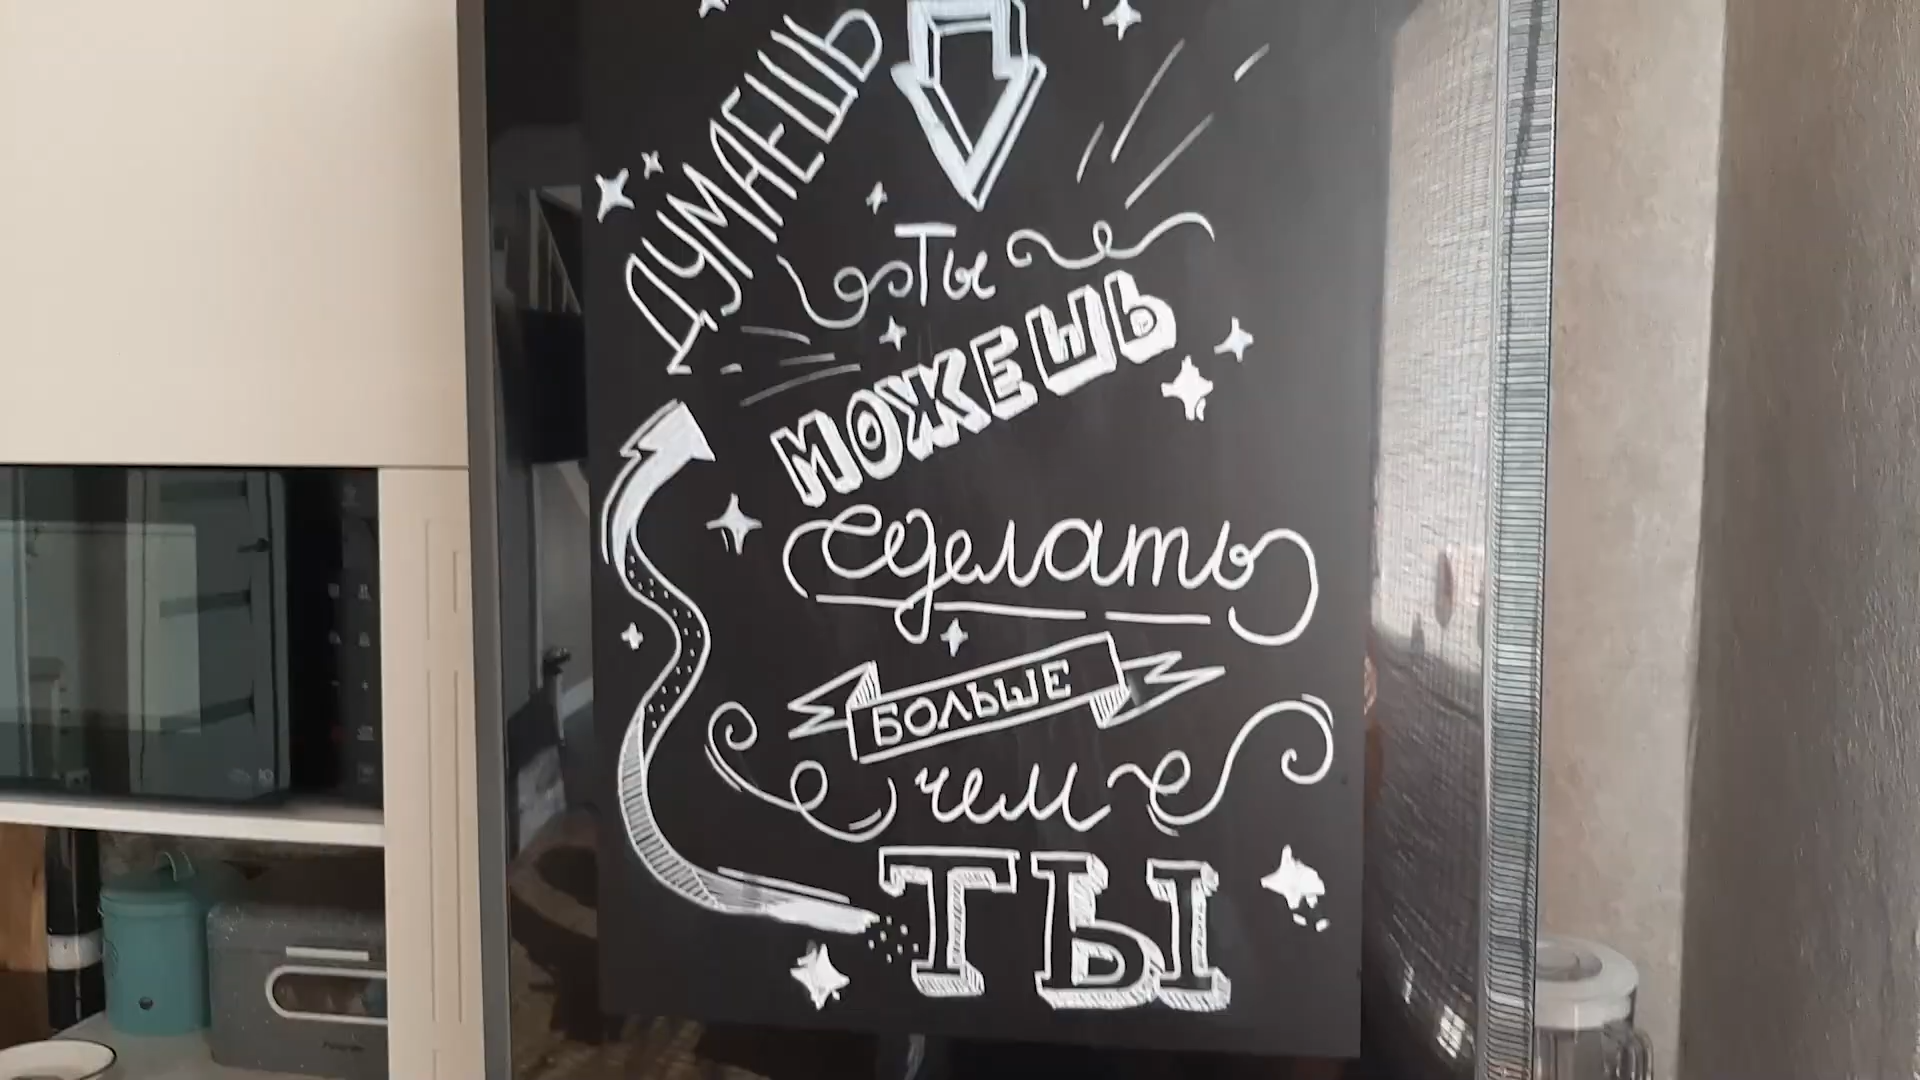 Ты
МОЖЕШЬ
сделать
БОЛЬШЕ
чем
ТЫ
ДУМАЕШЬ